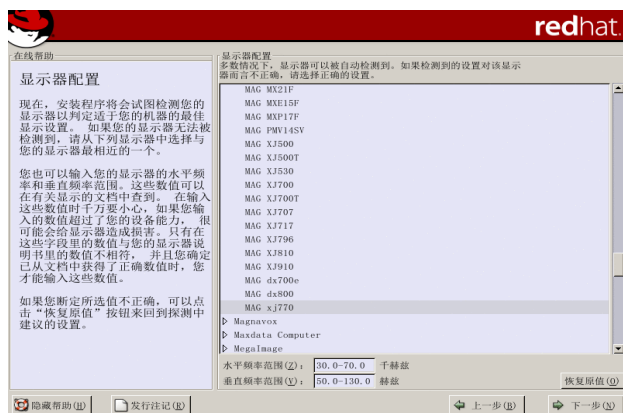 redhat.
在线帮助
显示器配置
现在，安装程序将会试图检测您的
显示器以判定适于您的机器的最佳
显示设置。 如果您的显示器无法被
检测到，请从下列显示器中选择与
您的显示器最相近的一个。
您也可以输入您的显示器的水平频
率和垂直频率范围。这些数值可以
在有关显示的文档中查到。 在输入
这些数值时千万要小心，如果您输
入的数值超过了您的设备能力， 很
可能会给显示器造成损害。只有在
这些字段里的数值与您的显示器说
明书里的数值不相符， 并且您确定
已从文档中获得了正确数值时，您
才能输入这些数值。
如果您断定所选值不正确，可以点
击“恢复原值”按钮来回到探测中
建议的设置。
显示器配置
多数情况下，显示器可以被自动检测到。如果检测到的设置对该显示
器而言不正确，请选择正确的设置。
MAG MX21F
MAG MXE15F
MAG MXP17F
MAG PMV14SV
MAG XJ500
MAG XJ500T
MAG XJ530
MAG XJ700
MAG XJ700T
MAG XJ707
MAG XJ717
MAG XJ796
MAG XJ810
MAG XJ910
MAG dx700e
MAG dx800
MAG xj770
Magnavox
Maxdata Computer
MegaImage
水平频率范围(Z)： 30.0-70.0 千赫兹
垂直频率范围(V)： 50.0-130.0 赫兹
恢复原值(O)
隐藏帮助(H)
发行注记(R)
上一步(B)
下一步(N)